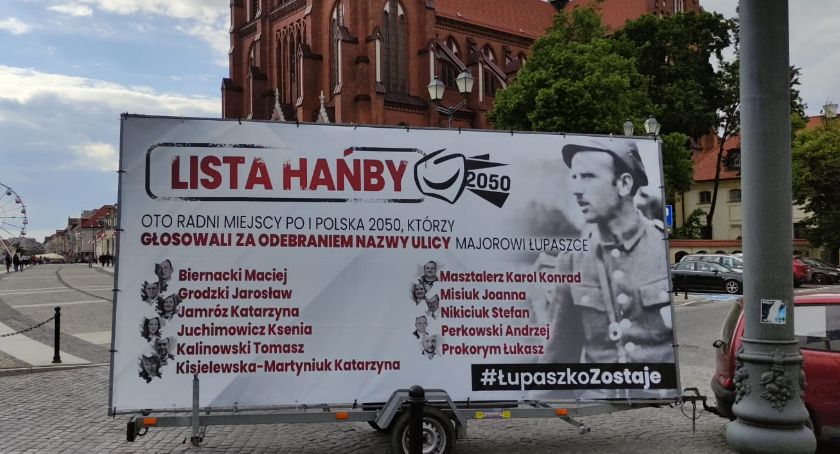 LISTA HAŃBY
2050
OTO RADNI MIEJSCY PO I POLSKA 2050, KTÓRZY
GŁOSOWALI ZA ODEBRANIEM NAZWY ULICY MAJOROWI ŁUPASZCE
Biernacki Maciej
Grodzki Jarosław
Jamróz Katarzyna
Juchimowicz Ksenia
Kalinowski Tomasz
Kisielewska-Martyniuk Katarzyna
Masztalerz Karol Konrad
Misiuk Joanna
Nikiciuk Stefan
Perkowski Andrzej
Prokorym Łukasz
#ŁupaszkoZostaje